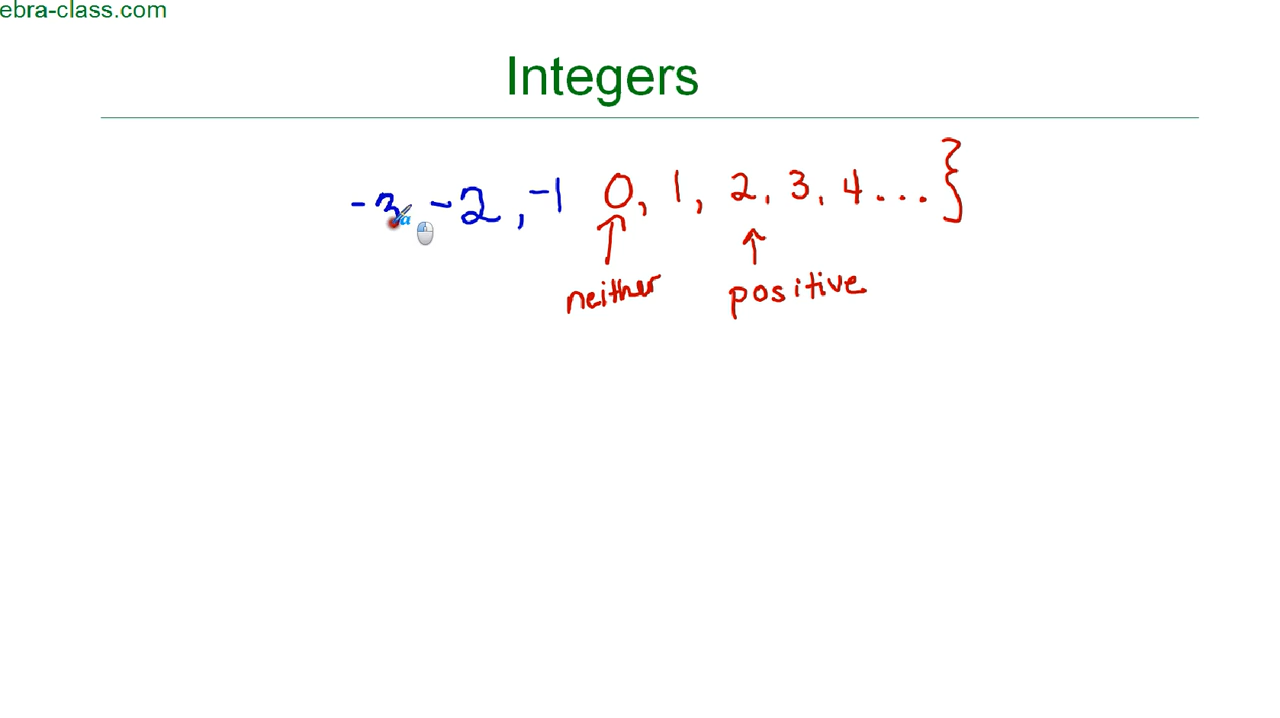 ebra-class.com
Integers
-3 -2, -1 0, 1, 2, 3, 4 ... }
neither positive